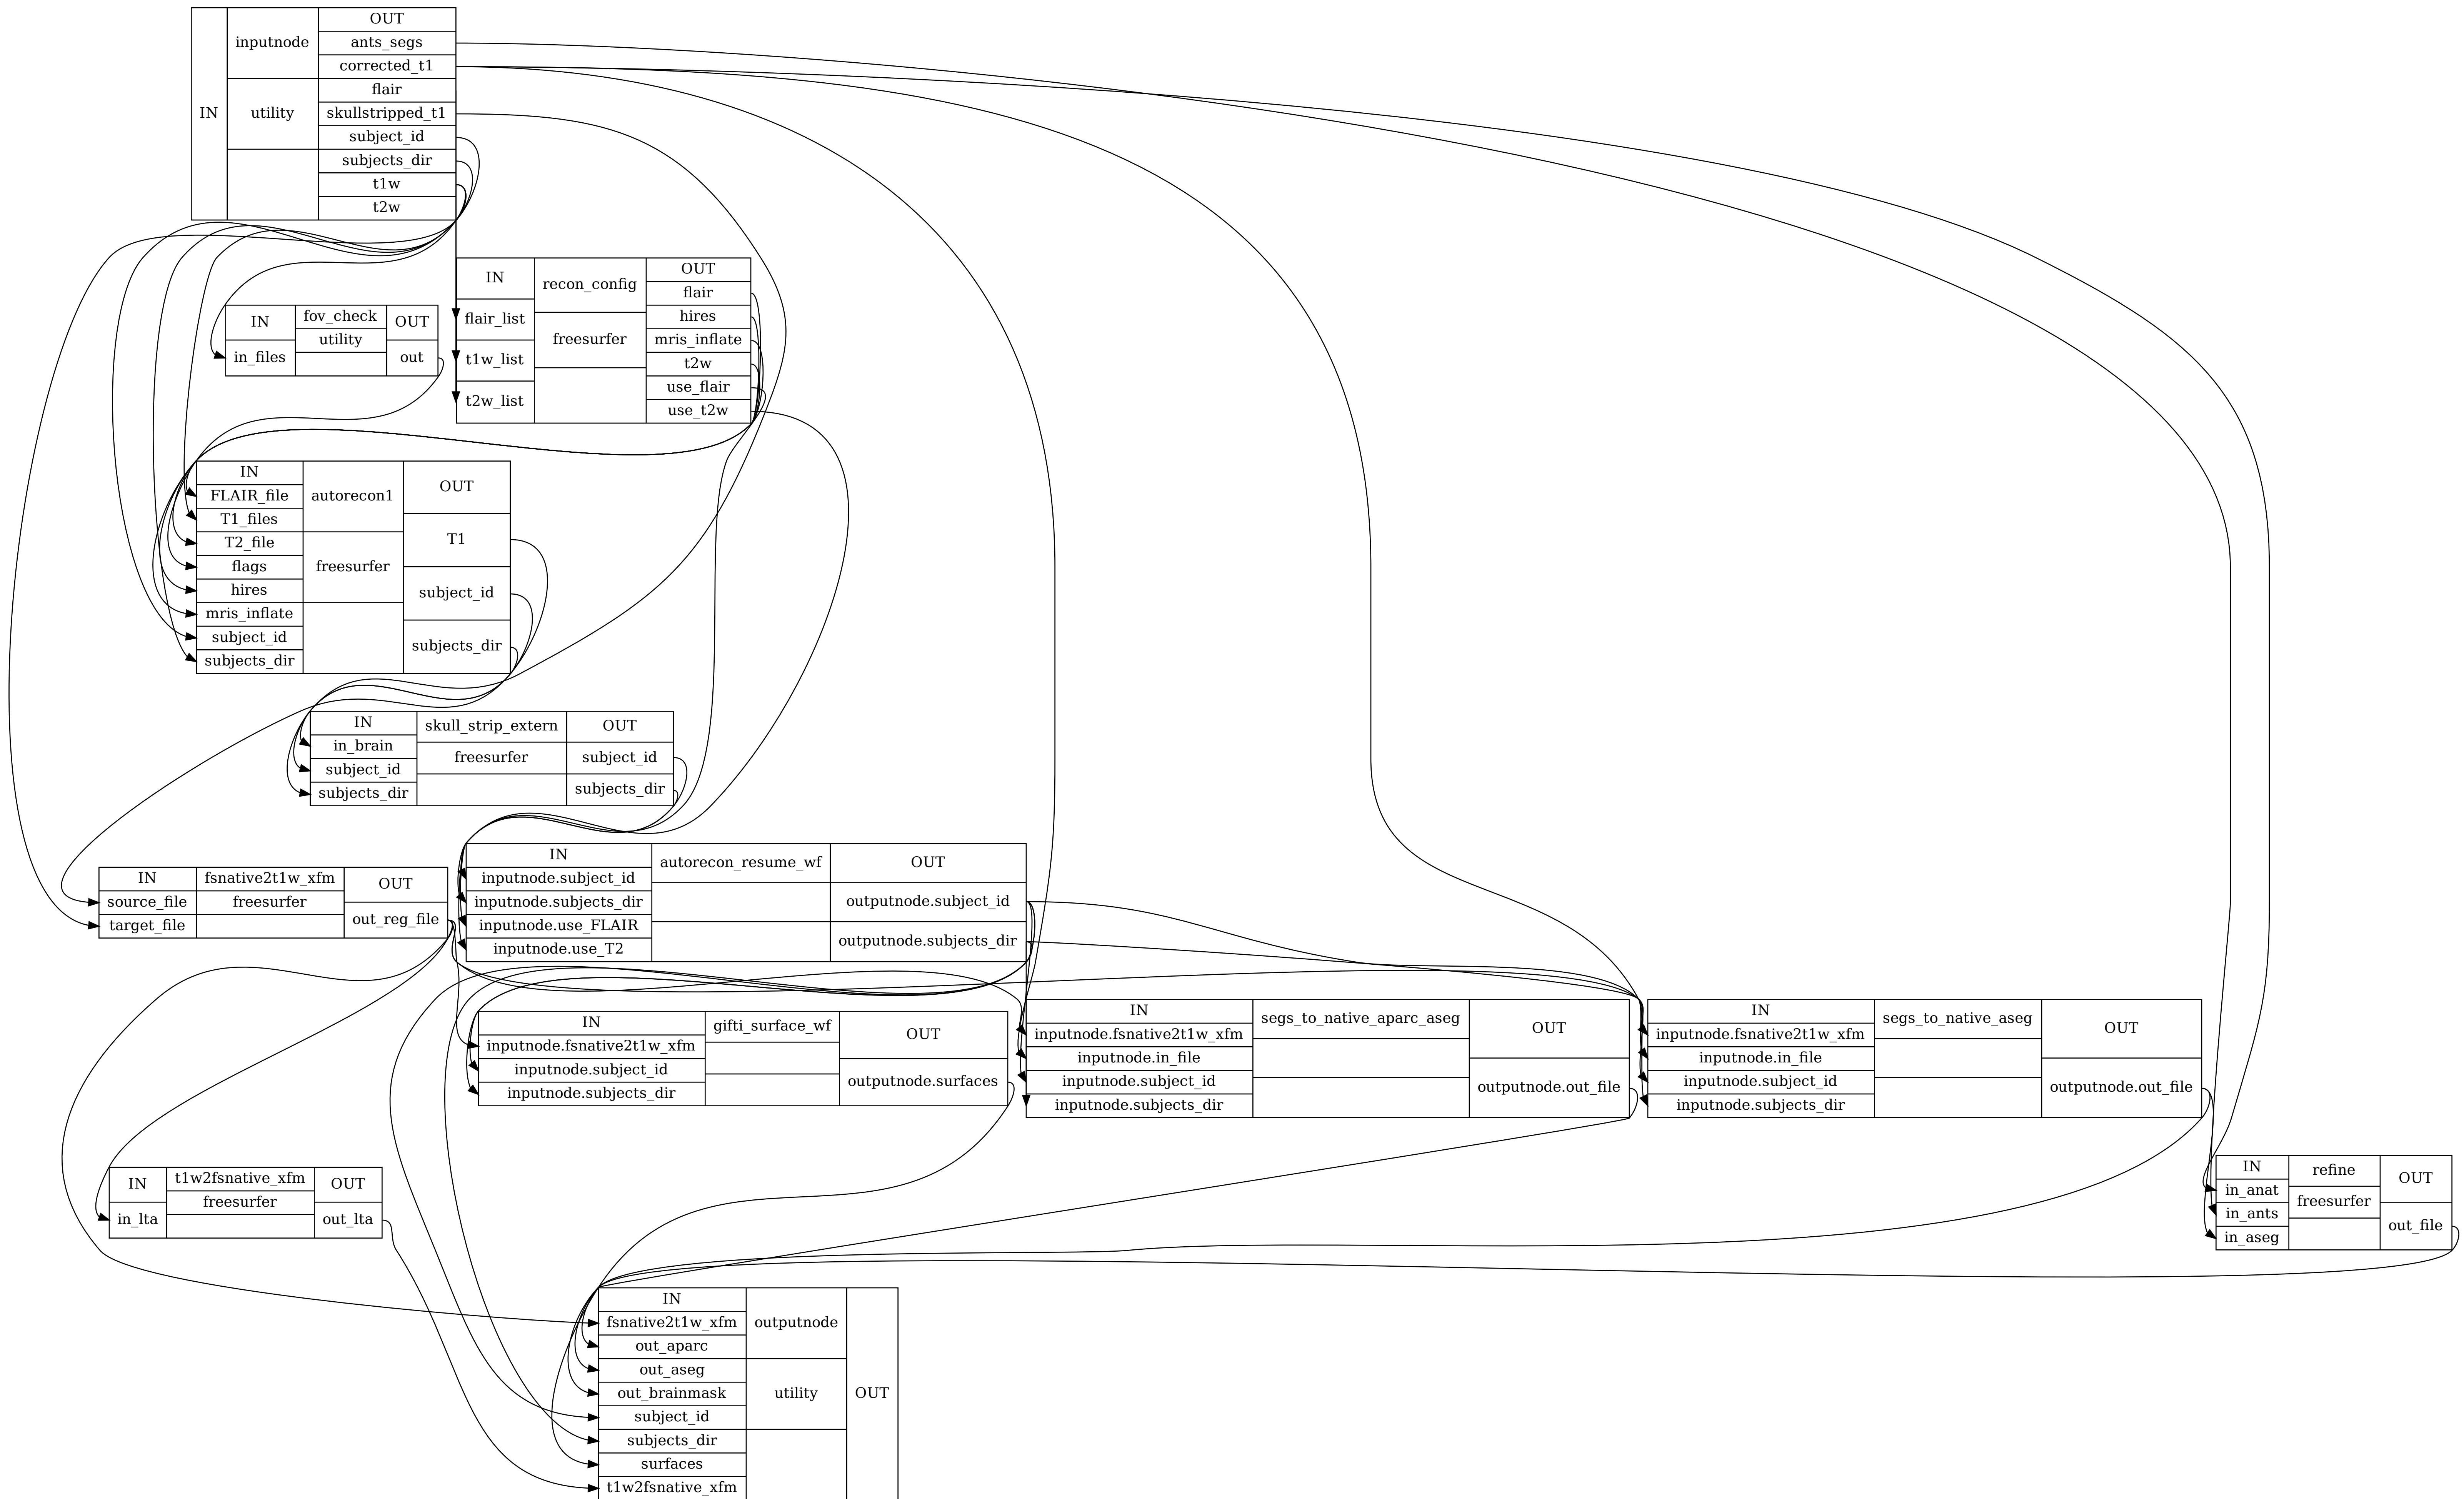 IN
inputnode
utility
OUT
ants_segs
corrected_t1
flair
skullstripped_t1
subject_id
subjects_dir
t1w
t2w
IN
in_files
fov_check
utility
OUT
out
IN
flair_list
t1w_list
t2w_list
recon_config
freesurfer
OUT
flair
hires
mris_inflate
t2w
use_flair
use_t2w
IN
FLAIR_file
T1_files
T2_file
flags
hires
mris_inflate
subject_id
subjects_dir
autorecon1
freesurfer
OUT
T1
subject_id
subjects_dir
IN
in_brain
subject_id
subjects_dir
skull_strip_extern
freesurfer
OUT
subject_id
subjects_dir
IN
source_file
target_file
fsnative2t1w_xfm
freesurfer
OUT
out_reg_file
IN
inputnode.subject_id
inputnode.subjects_dir
inputnode.use_FLAIR
inputnode.use_T2
autorecon_resume_wf
OUT
outputnode.subject_id
outputnode.subjects_dir
IN
inputnode.fsnative2t1w_xfm
inputnode.subject_id
inputnode.subjects_dir
gifti_surface_wf
OUT
outputnode.surfaces
IN
inputnode.fsnative2t1w_xfm
inputnode.in_file
inputnode.subject_id
inputnode.subjects_dir
segs_to_native_aparc_aseg
OUT
outputnode.out_file
IN
inputnode.fsnative2t1w_xfm
inputnode.in_file
inputnode.subject_id
inputnode.subjects_dir
segs_to_native_aseg
OUT
outputnode.out_file
IN
in_lta
t1w2fsnative_xfm
freesurfer
OUT
out_lta
IN
in_anat
in_ants
in_aseg
refine
freesurfer
OUT
out_file
IN
fsnative2t1w_xfm
out_aparc
out_aseg
out_brainmask
subject_id
subjects_dir
surfaces
t1w2fsnative_xfm
outputnode
utility
OUT